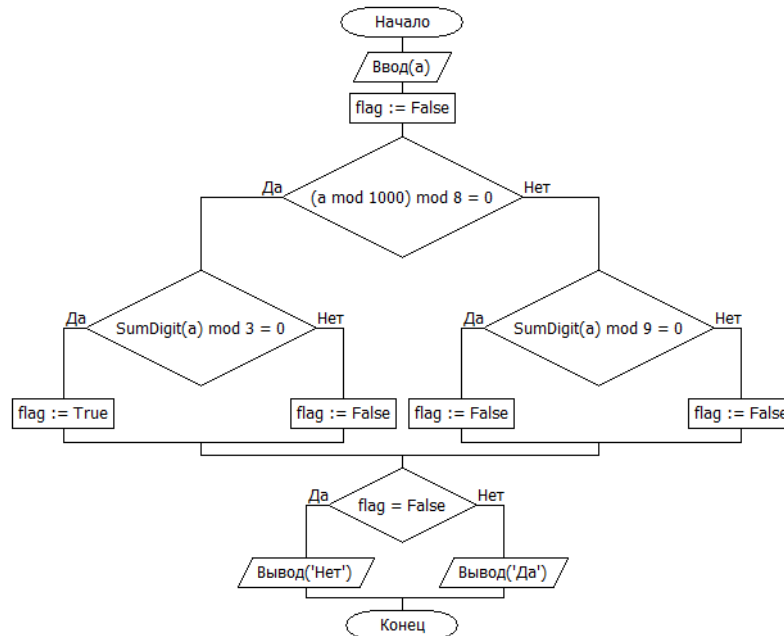 Начало
Ввод(a)
flag := False
Да
(a mod 1000) mod 8 = 0
Нет
Да
SumDigit(a) mod 3 = 0
Нет
Да
SumDigit(a) mod 9 = 0
Нет
flag := True
flag := False
flag := False
flag := False
Да
flag = False
Нет
Вывод('Нет')
Вывод('Да')
Конец